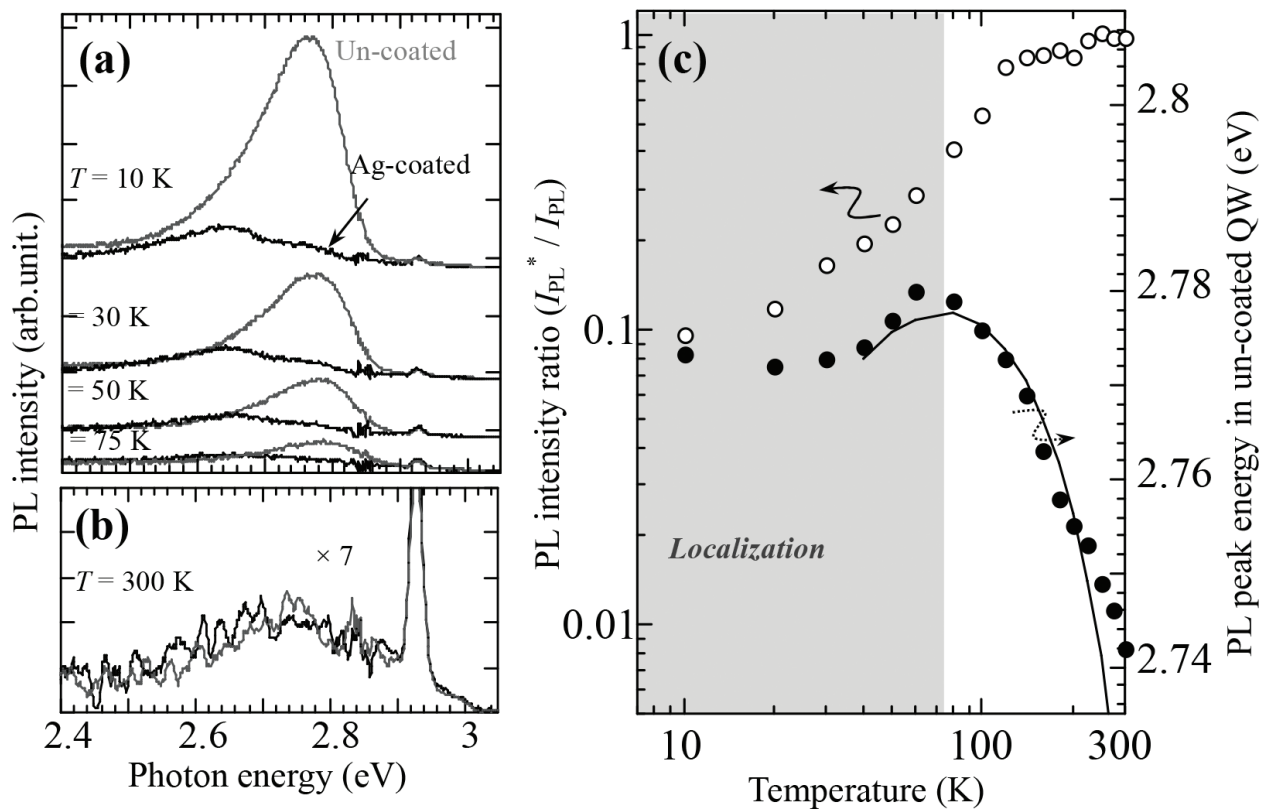 (a)
Un-coated
Ag-coated
T = 10 K
= 30 K
= 50 K
= 75 K
PL intensity (arb.unit.)
(b)
× 7
T = 300 K
2.4 2.6 2.8 3
Photon energy (eV)
(c)
1
0.1
0.01
PL intensity ratio (I_PL* / I_PL)
Localization
2.8
2.78
2.76
2.74
PL peak energy in un-coated QW (eV)
10 100 300
Temperature (K)